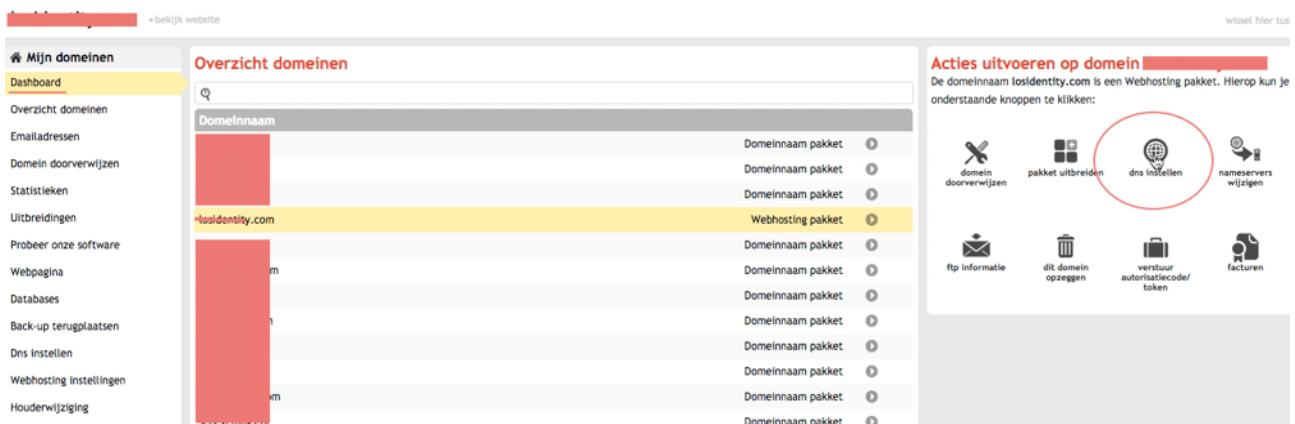 ▸bekijk website
wissel hier tus
Mijn domeinen
Dashboard
Overzicht domeinen
Emailadressen
Domein doorverwijzen
Statistieken
Uitbreidingen
Probeer onze software
Webpagina
Databases
Back-up terugplaatsen
Dns instellen
Webhosting instellingen
Houderwijziging
Overzicht domeinen
Domeinnaam
Domeinnaam pakket
Domeinnaam pakket
Domeinnaam pakket
losidentity.com Webhosting pakket
Domeinnaam pakket
m Domeinnaam pakket
Domeinnaam pakket
Domeinnaam pakket
Domeinnaam pakket
Domeinnaam pakket
om Domeinnaam pakket
Domeinnaam pakket
Acties uitvoeren op domein
De domeinnaam losidentity.com is een Webhosting pakket. Hierop kun je
onderstaande knoppen te klikken:
domein
doorverwijzen
pakket uitbreiden
dns instellen
nameservers
wijzigen
ftp informatie
dit domein
opzeggen
verstuur
autorisatiecode/
token
facturen